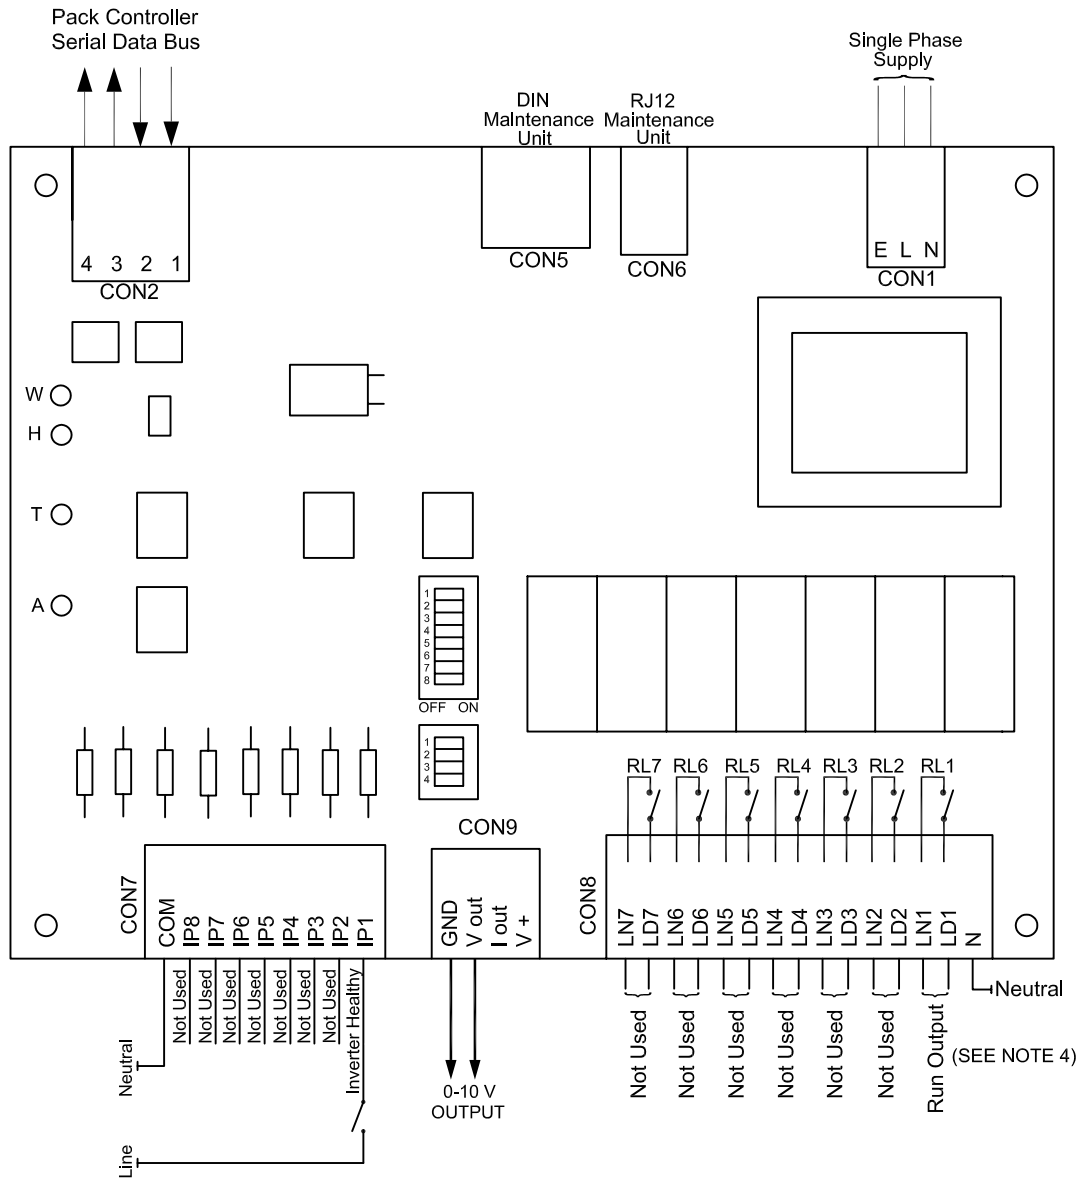 Pack Controller
Serial Data Bus
Single Phase
Supply
DIN
Maintenance
Unit
RJ12
Maintenance
Unit
4 3 2 1
CON2
CON5
CON6
E L N
CON1
W
H
T
A
1
2
3
4
5
6
7
8
OFF ON
1
2
3
4
RL7 RL6 RL5 RL4 RL3 RL2 RL1
CON9
CON7
COM
IP8
IP7
IP6
IP5
IP4
IP3
IP2
IP1
GND
V out
I out
V +
CON8
LN7
LD7
LN6
LD6
LN5
LD5
LN4
LD4
LN3
LD3
LN2
LD2
LN1
LD1
N
Not Used
Not Used
Not Used
Not Used
Not Used
Not Used
Not Used
Inverter Healthy
Neutral
Line
0-10 V
OUTPUT
Not Used
Not Used
Not Used
Not Used
Not Used
Not Used
Run Output
(SEE NOTE 4)
Neutral